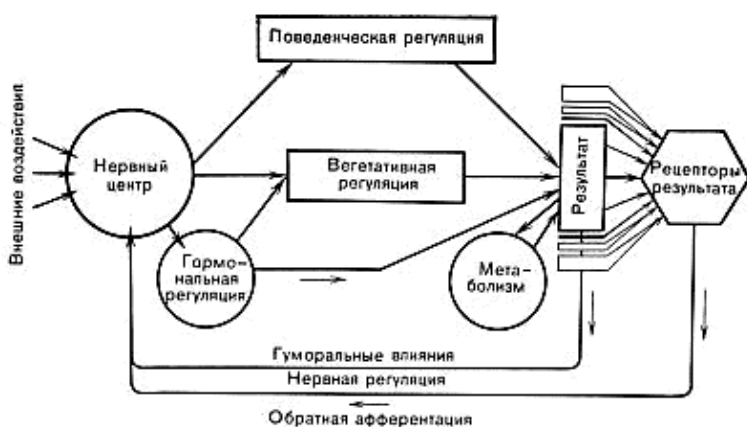 Поведенческая регуляция
Внешние воздействия
Нервный
центр
Вегетативная
регуляция
Результат
Рецепторы
результата
Гормо-
нальная
регуляция
Мета-
болизм
Гуморальные влияния
Нервная регуляция
Обратная афферентация